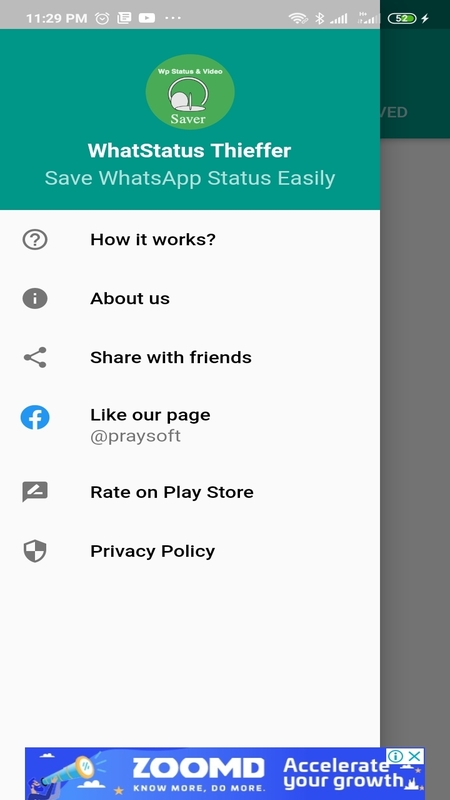 11:29 PM
52
VED
Wp Status & Video
Saver
WhatStatus Thieffer
Save WhatsApp Status Easily
How it works?
About us
Share with friends
Like our page
@praysoft
Rate on Play Store
Privacy Policy
ZOOMD
KNOW MORE, DO MORE.
Accelerate
your growth